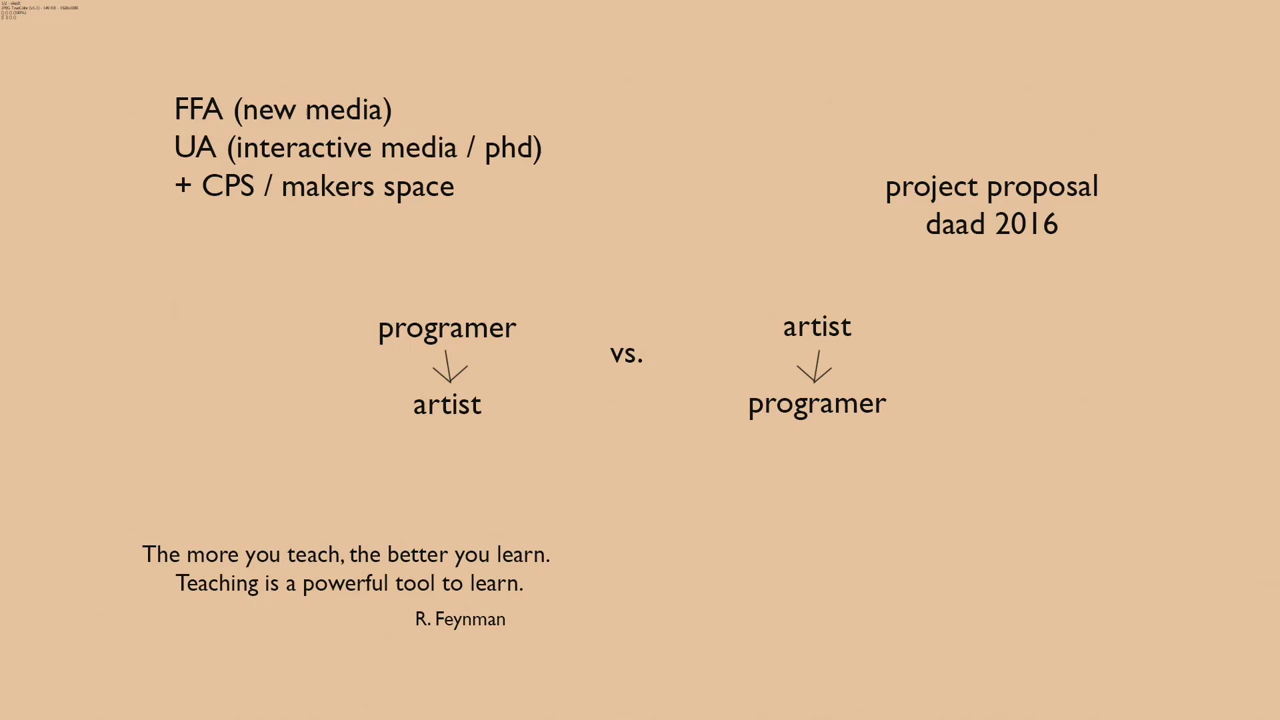 FFA (new media)
UA (interactive media / phd)
+ CPS / makers space
project proposal
daad 2016
programer
artist
vs.
artist
programer
The more you teach, the better you learn.
Teaching is a powerful tool to learn.
R. Feynman